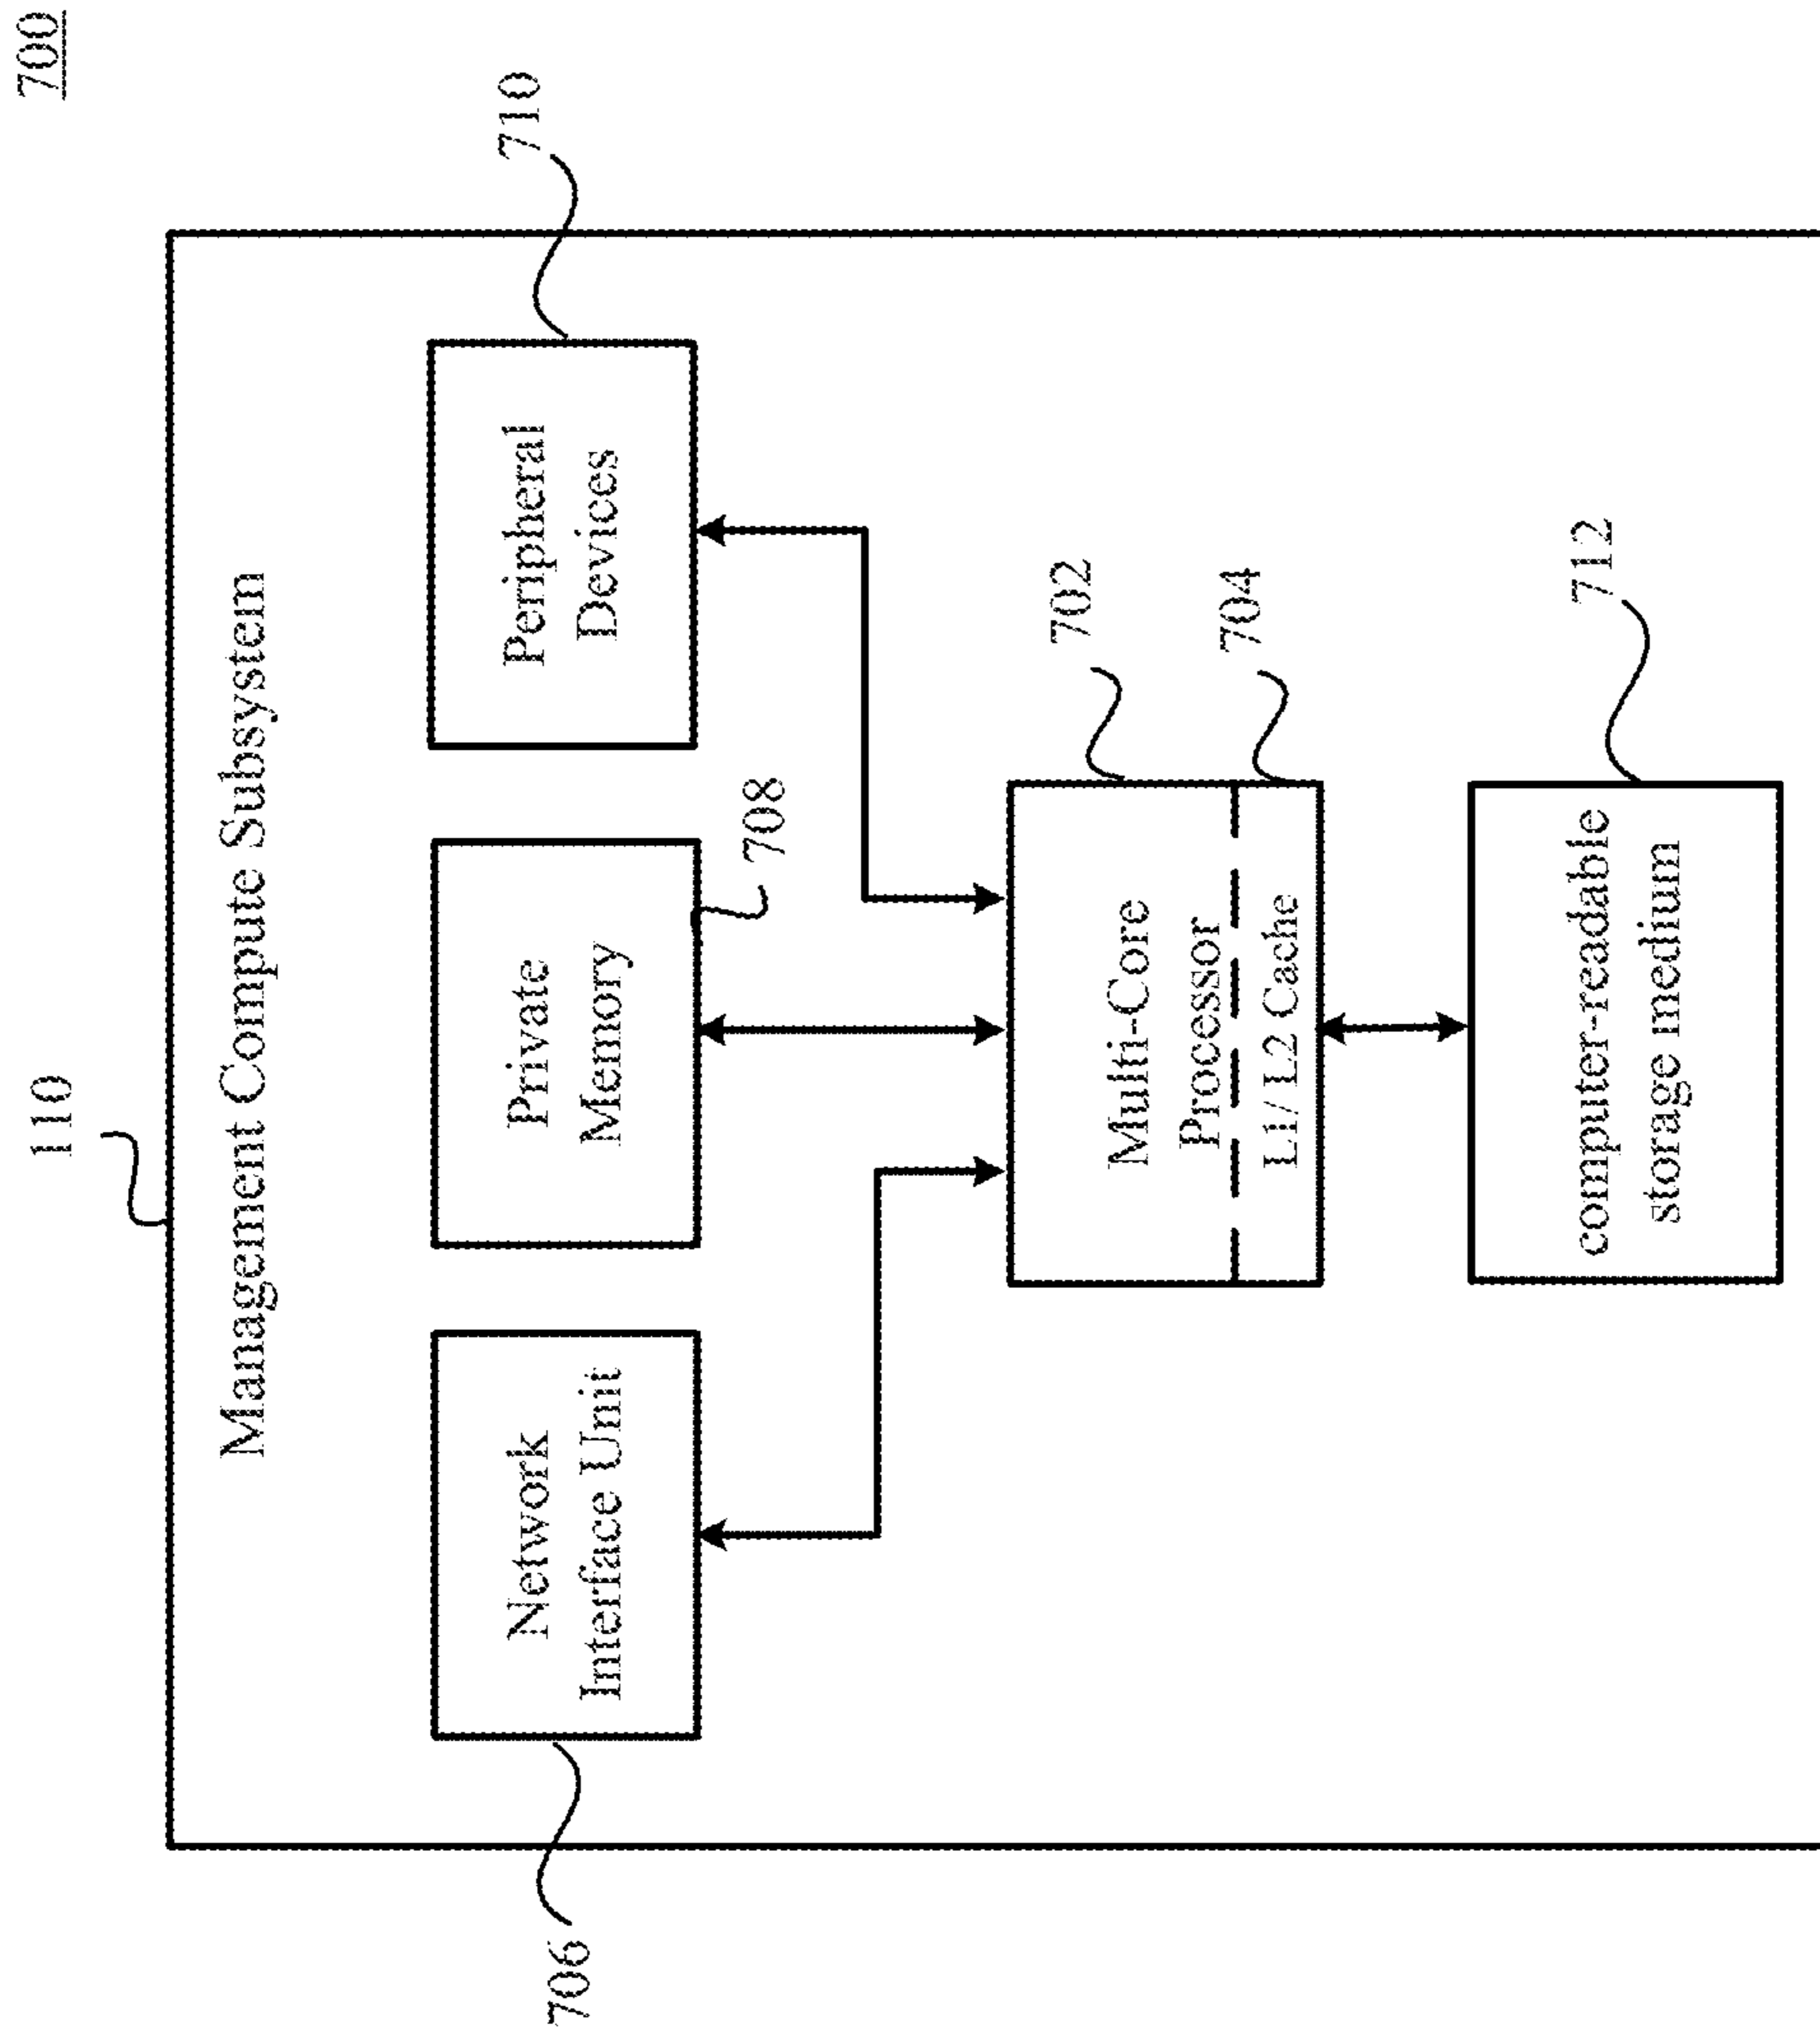 700
110
Management Compute Subsystem
710
Network
Interface Unit
Private
Memory
Peripheral
Devices
706
708
702
Multi-Core
Processor
704
L1/ L2 Cache
712
computer-readable
storage medium